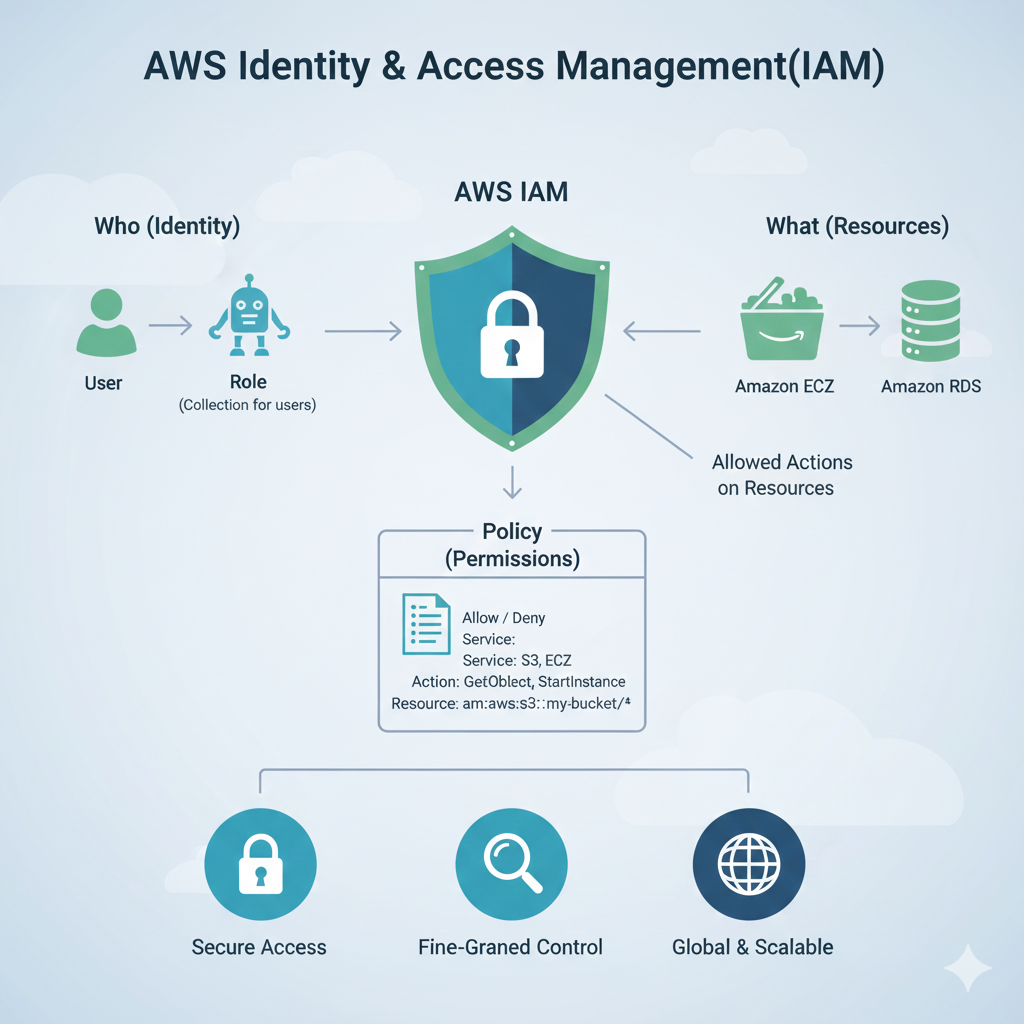 AWS Identity & Access Management(IAM)
AWS IAM
Who (Identity)
What (Resources)
User
Role
(Collection for users)
Amazon ECZ
Amazon RDS
Allowed Actions
on Resources
Policy
(Permissions)
Allow / Deny
Service:
Service: S3, ECZ
Action: GetOblect, StartInstance
Resource: am:aws:s3::my-bucket/*
Secure Access
Fine-Graned Control
Global & Scalable